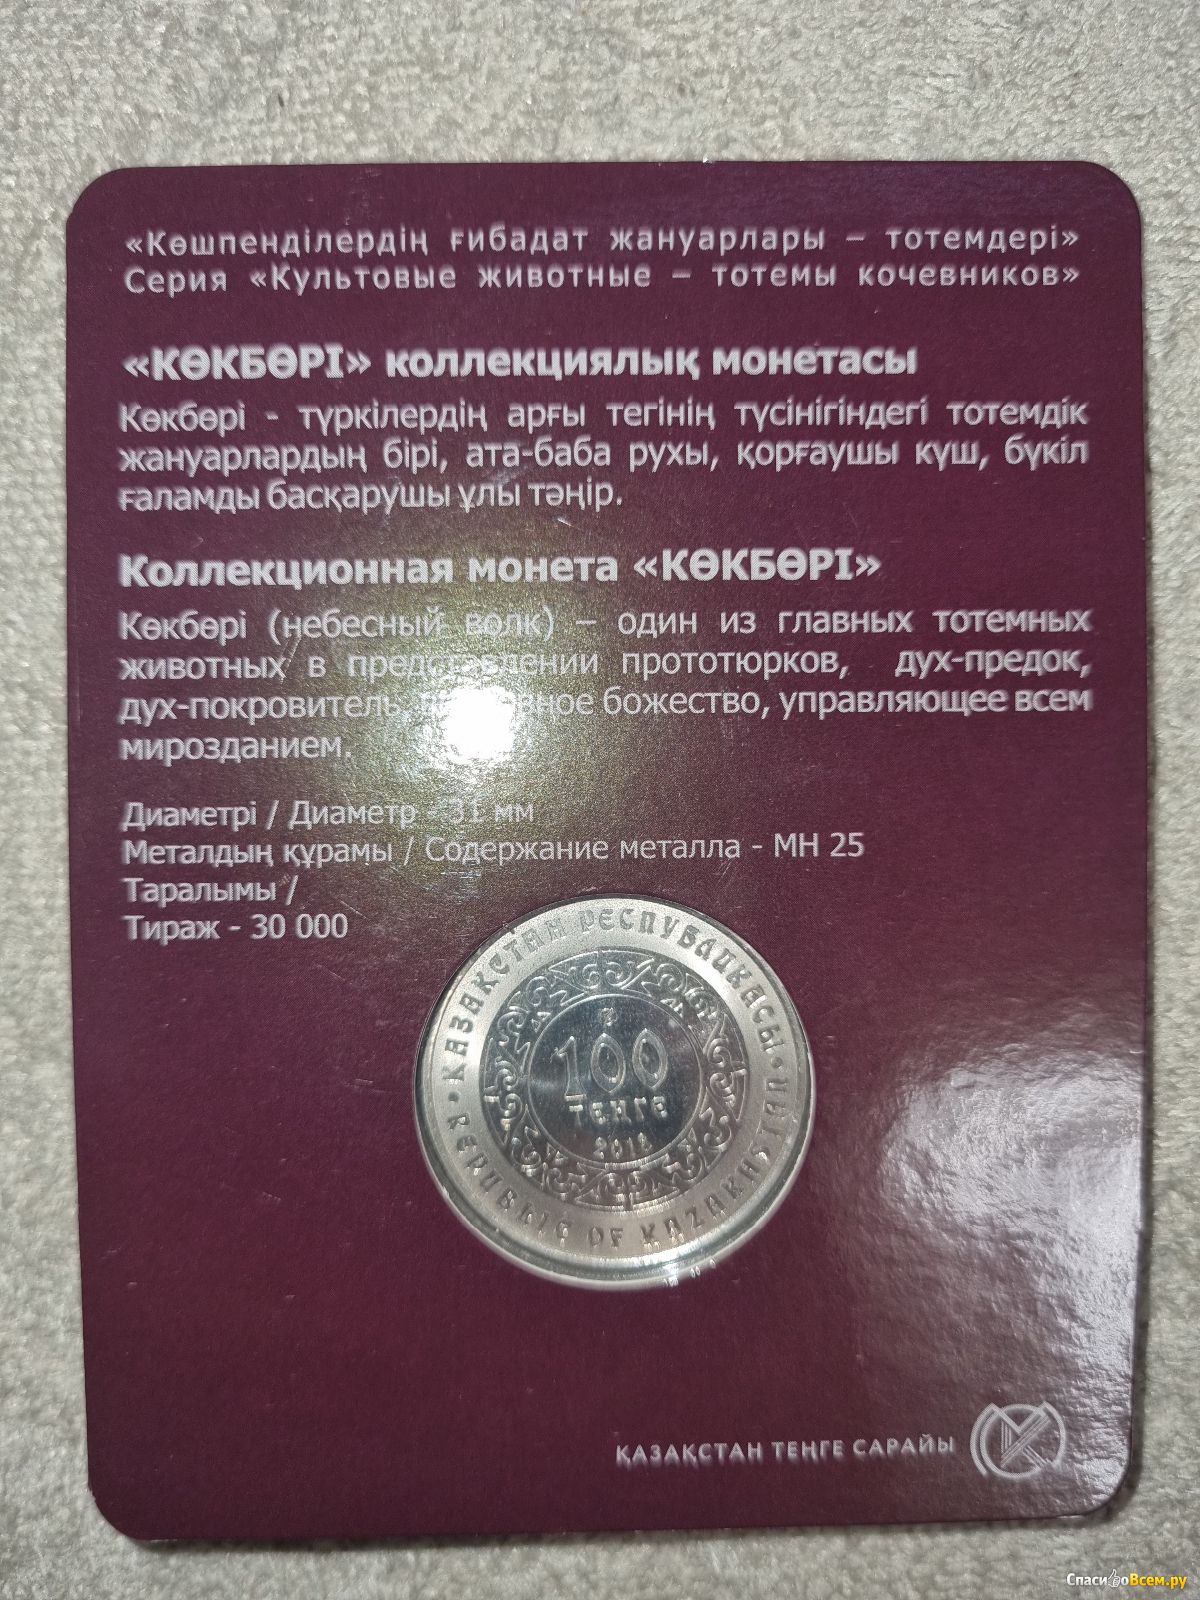 «Көшпенділердің ғибадат жануарлары – тотемдері»
Серия «Культовые животные – тотемы кочевников»
«КӨКБӨРІ» коллекциялық монетасы
Көкбөрі - түркілердің арғы тегінің түсінігіндегі тотемдік
жануарлардың бірі, ата-баба рухы, қорғаушы күш, бүкіл
ғаламды басқарушы ұлы тәңір.
Коллекционная монета «КӨКБӨРІ»
Көкбөрі (небесный волк) – один из главных тотемных
животных в представлении прототюрков, дух-предок,
дух-покровитель, божество, управляющее всем
мирозданием.
Диаметрі / Диаметр - 31 мм
Металдың құрамы / Содержание металла - МН 25
Таралымы /
Тираж - 30 000
ҚАЗАҚСТАН РЕСПУБЛИКАСЫ
100
ТЕҢГЕ
2018
REPUBLIC OF KAZAKHSTAN
ҚАЗАҚСТАН ТЕҢГЕ САРАЙЫ
СпасибоВсем.ру